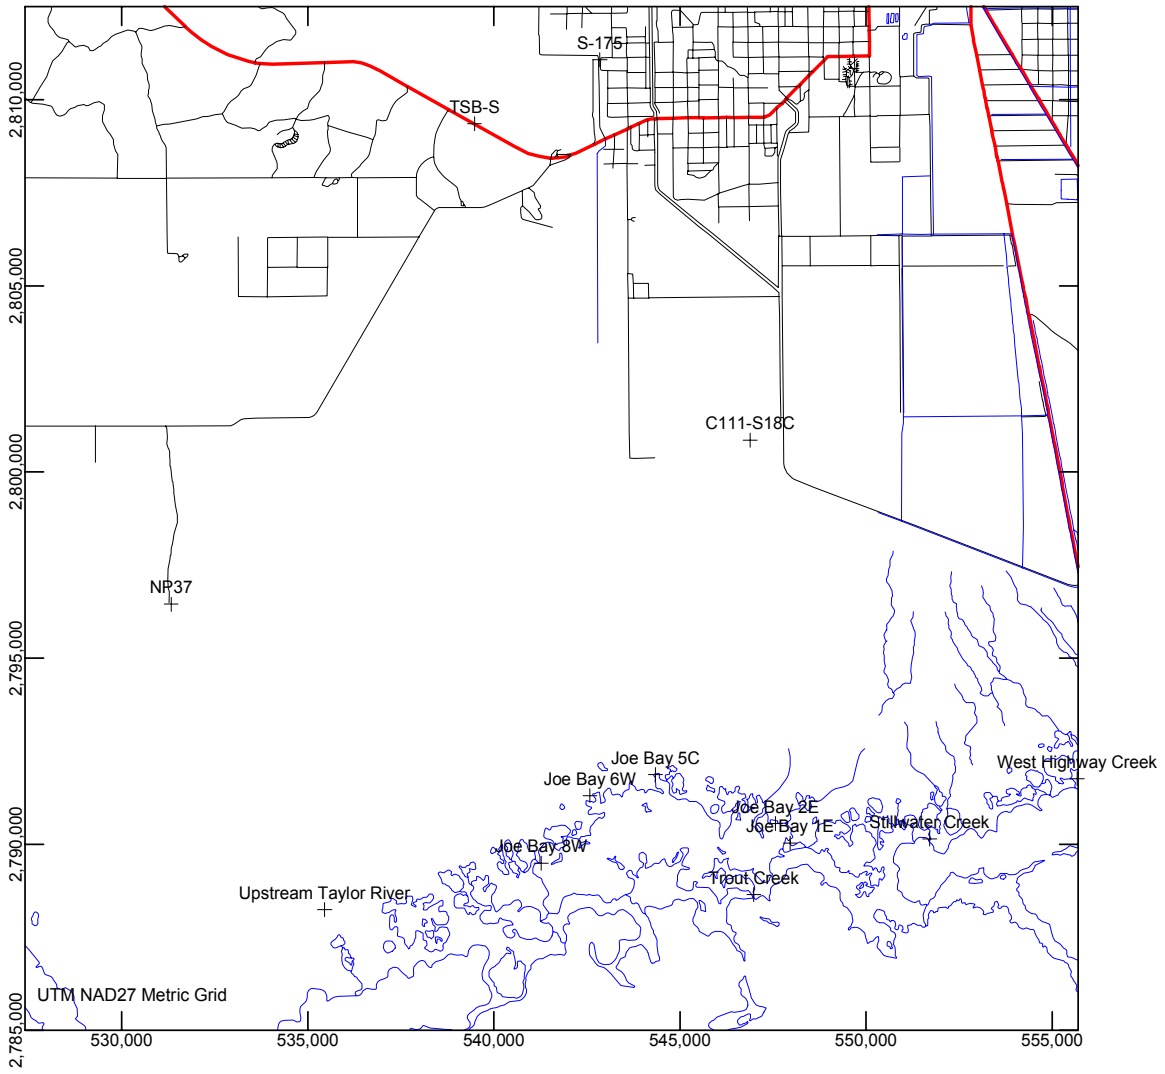 S-175
2,810,000
TSB-S
2,805,000
C111-S18C
2,800,000
NP37
2,795,000
Joe Bay 5C
West Highway Creek
Joe Bay 6W
Joe Bay 2E
Stillwater Creek
Joe Bay 1E
2,790,000
Joe Bay 8W
Trout Creek
Upstream Taylor River
UTM NAD27 Metric Grid
2,785,000
530,000 535,000 540,000 545,000 550,000 555,000